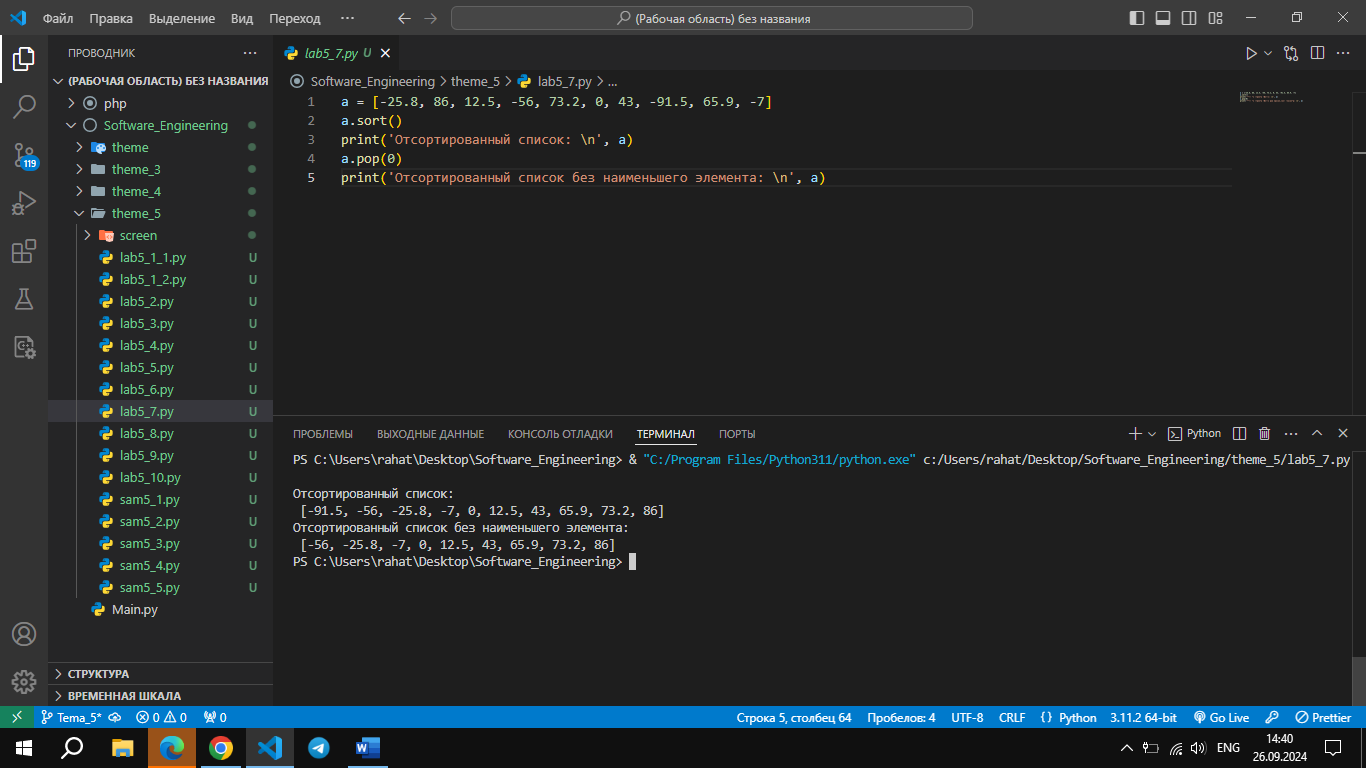 Файл Правка Выделение Вид Переход ··· (Рабочая область) без названия
ПРОВОДНИК ···
(РАБОЧАЯ ОБЛАСТЬ) БЕЗ НАЗВАНИЯ
php
Software_Engineering
theme
theme_3
theme_4
theme_5
screen
lab5_1_1.py U
lab5_1_2.py U
lab5_2.py U
lab5_3.py U
lab5_4.py U
lab5_5.py U
lab5_6.py U
lab5_7.py U
lab5_8.py U
lab5_9.py U
lab5_10.py U
sam5_1.py U
sam5_2.py U
sam5_3.py U
sam5_4.py U
sam5_5.py U
Main.py
СТРУКТУРА
ВРЕМЕННАЯ ШКАЛА
119
lab5_7.py U
Software_Engineering > theme_5 > lab5_7.py > ...
1 a = [-25.8, 86, 12.5, -56, 73.2, 0, 43, -91.5, 65.9, -7]
2 a.sort()
3 print('Отсортированный список: \n', a)
4 a.pop(0)
5 print('Отсортированный список без наименьшего элемента: \n', a)
ПРОБЛЕМЫ ВЫХОДНЫЕ ДАННЫЕ КОНСОЛЬ ОТЛАДКИ ТЕРМИНАЛ ПОРТЫ Python
PS C:\Users\rahat\Desktop\Software_Engineering> & "C:/Program Files/Python311/python.exe" c:/Users/rahat/Desktop/Software_Engineering/theme_5/lab5_7.py
Отсортированный список:
[-91.5, -56, -25.8, -7, 0, 12.5, 43, 65.9, 73.2, 86]
Отсортированный список без наименьшего элемента:
[-56, -25.8, -7, 0, 12.5, 43, 65.9, 73.2, 86]
PS C:\Users\rahat\Desktop\Software_Engineering>
Tema_5* 0 0 0 Строка 5, столбец 64 Пробелов: 4 UTF-8 CRLF {} Python 3.11.2 64-bit Go Live Prettier
ENG 14:40
26.09.2024